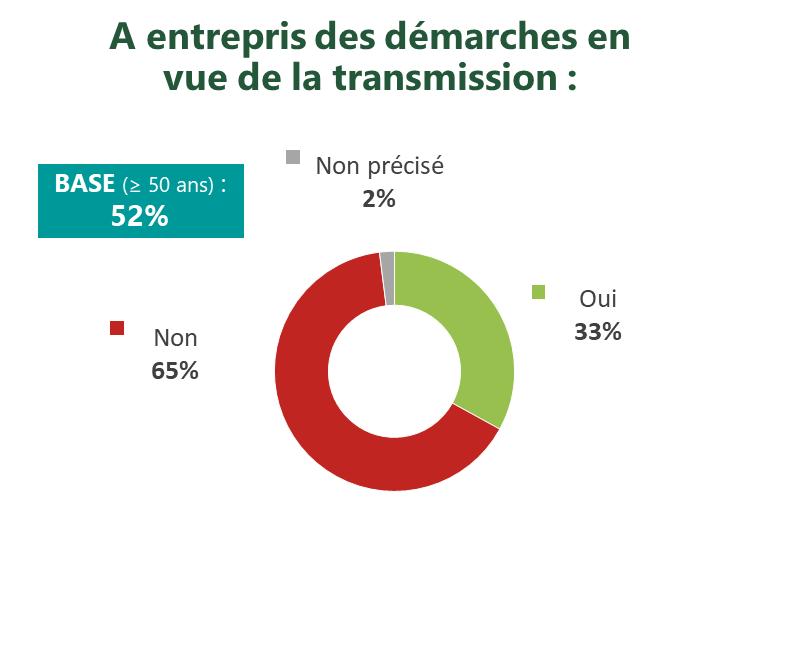 A entrepris des démarches en
vue de la transmission :
BASE (≥ 50 ans) :
52%
Non précisé
2%
Oui
33%
Non
65%